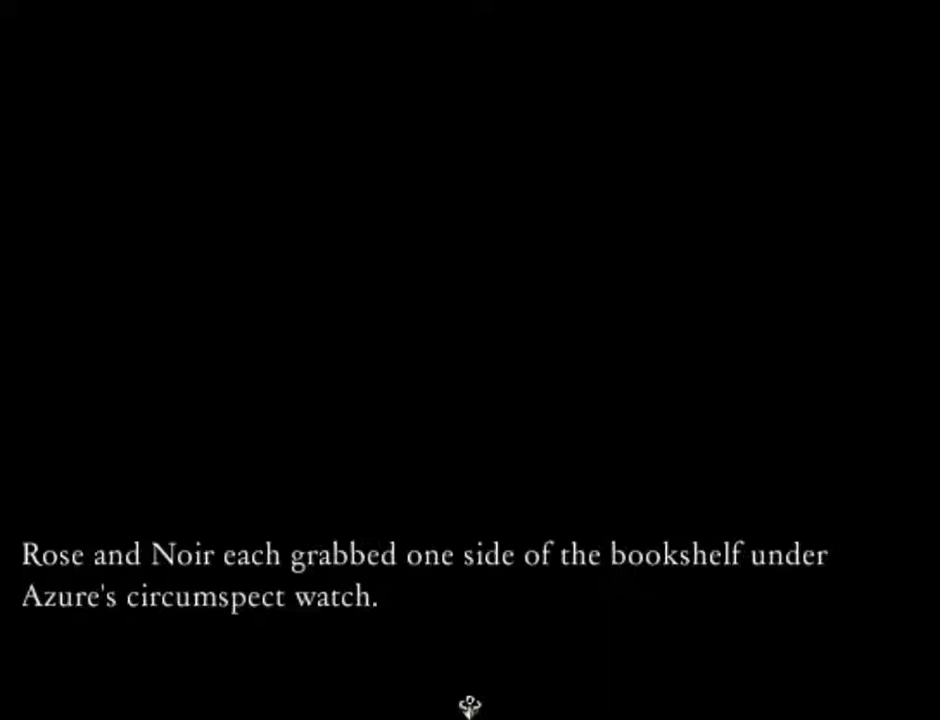 Rose and Noir each grabbed one side of the bookshelf under
Azure's circumspect watch.